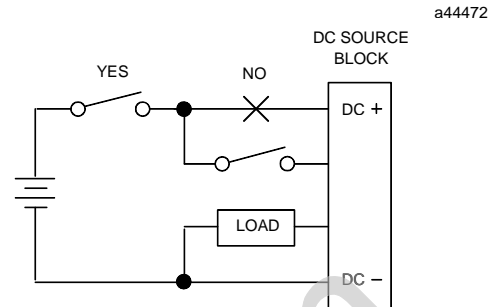 a44472
DC SOURCE
BLOCK
YES
NO
DC +
LOAD
DC −